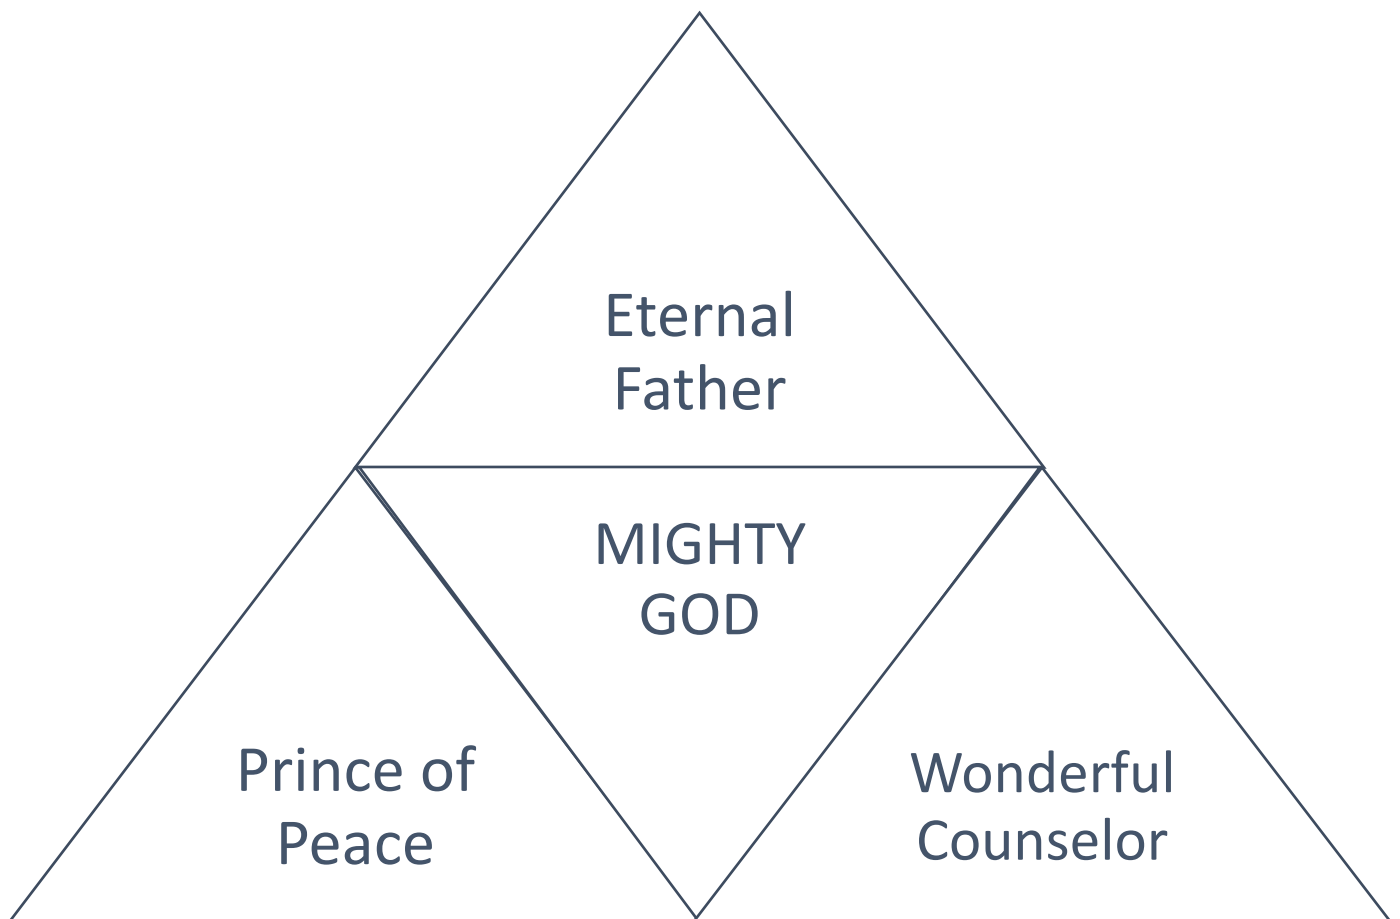 Eternal
Father
MIGHTY
GOD
Prince of
Peace
Wonderful
Counselor